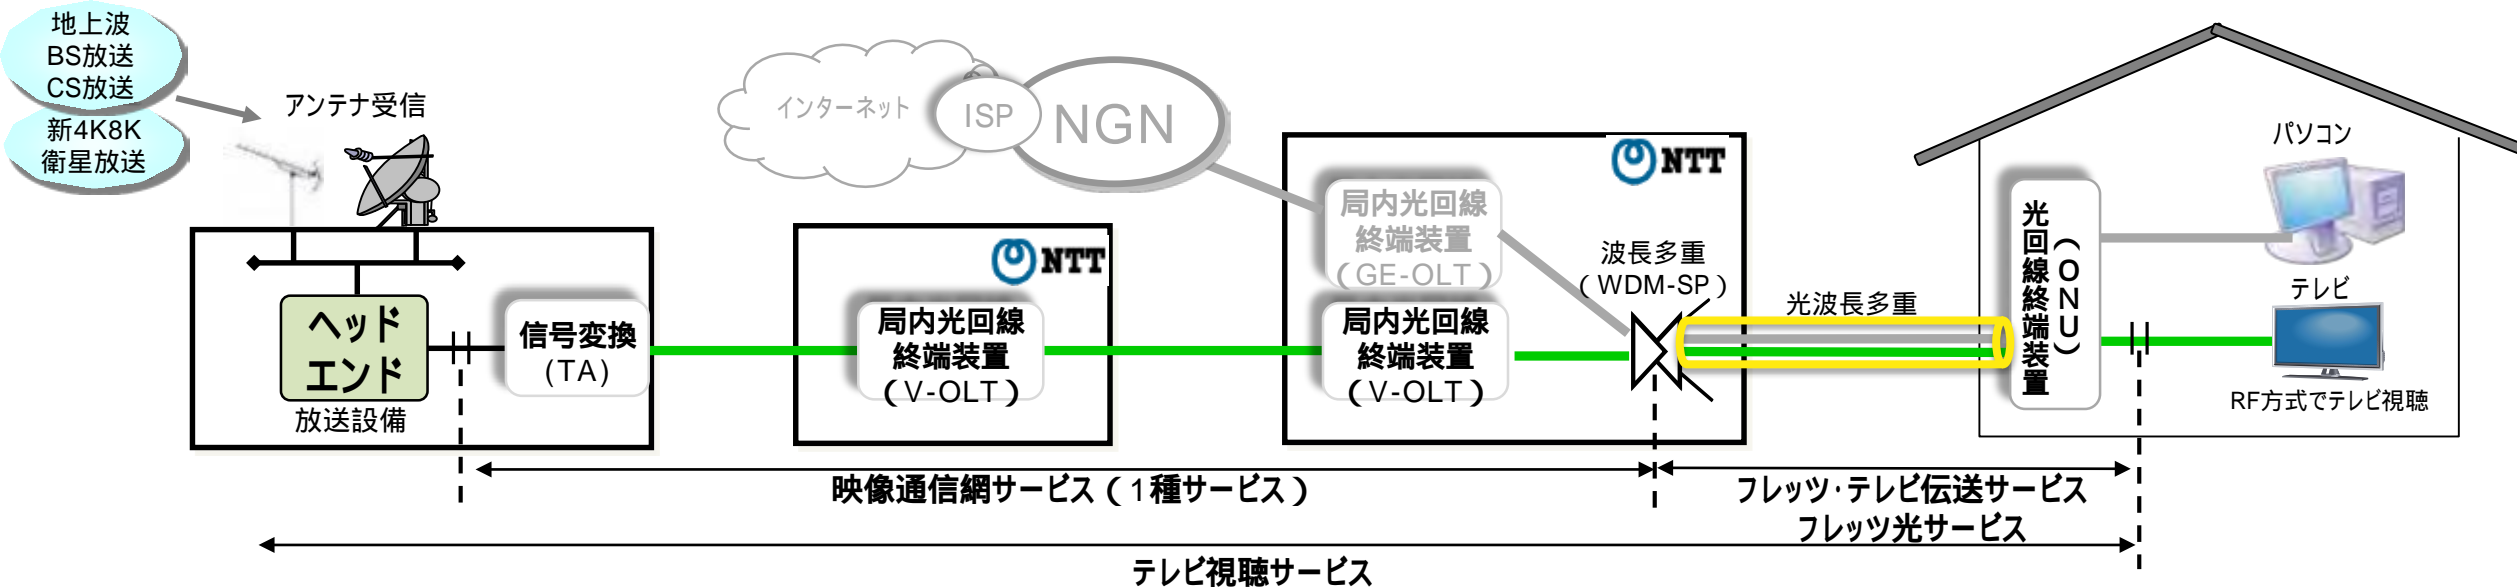 地上波
BS放送
CS放送
新4K8K
衛星放送
アンテナ受信
ヘッド
エンド
放送設備
信号変換
(TA)
インターネット
ISP
NGN
NTT
局内光回線
終端装置
（V-OLT）
NTT
局内光回線
終端装置
（GE-OLT）
局内光回線
終端装置
（V-OLT）
波長多重
（WDM-SP）
光波長多重
光回線終端装置
（ONU）
パソコン
テレビ
RF方式でテレビ視聴
映像通信網サービス（1種サービス）
フレッツ・テレビ伝送サービス
フレッツ光サービス
テレビ視聴サービス